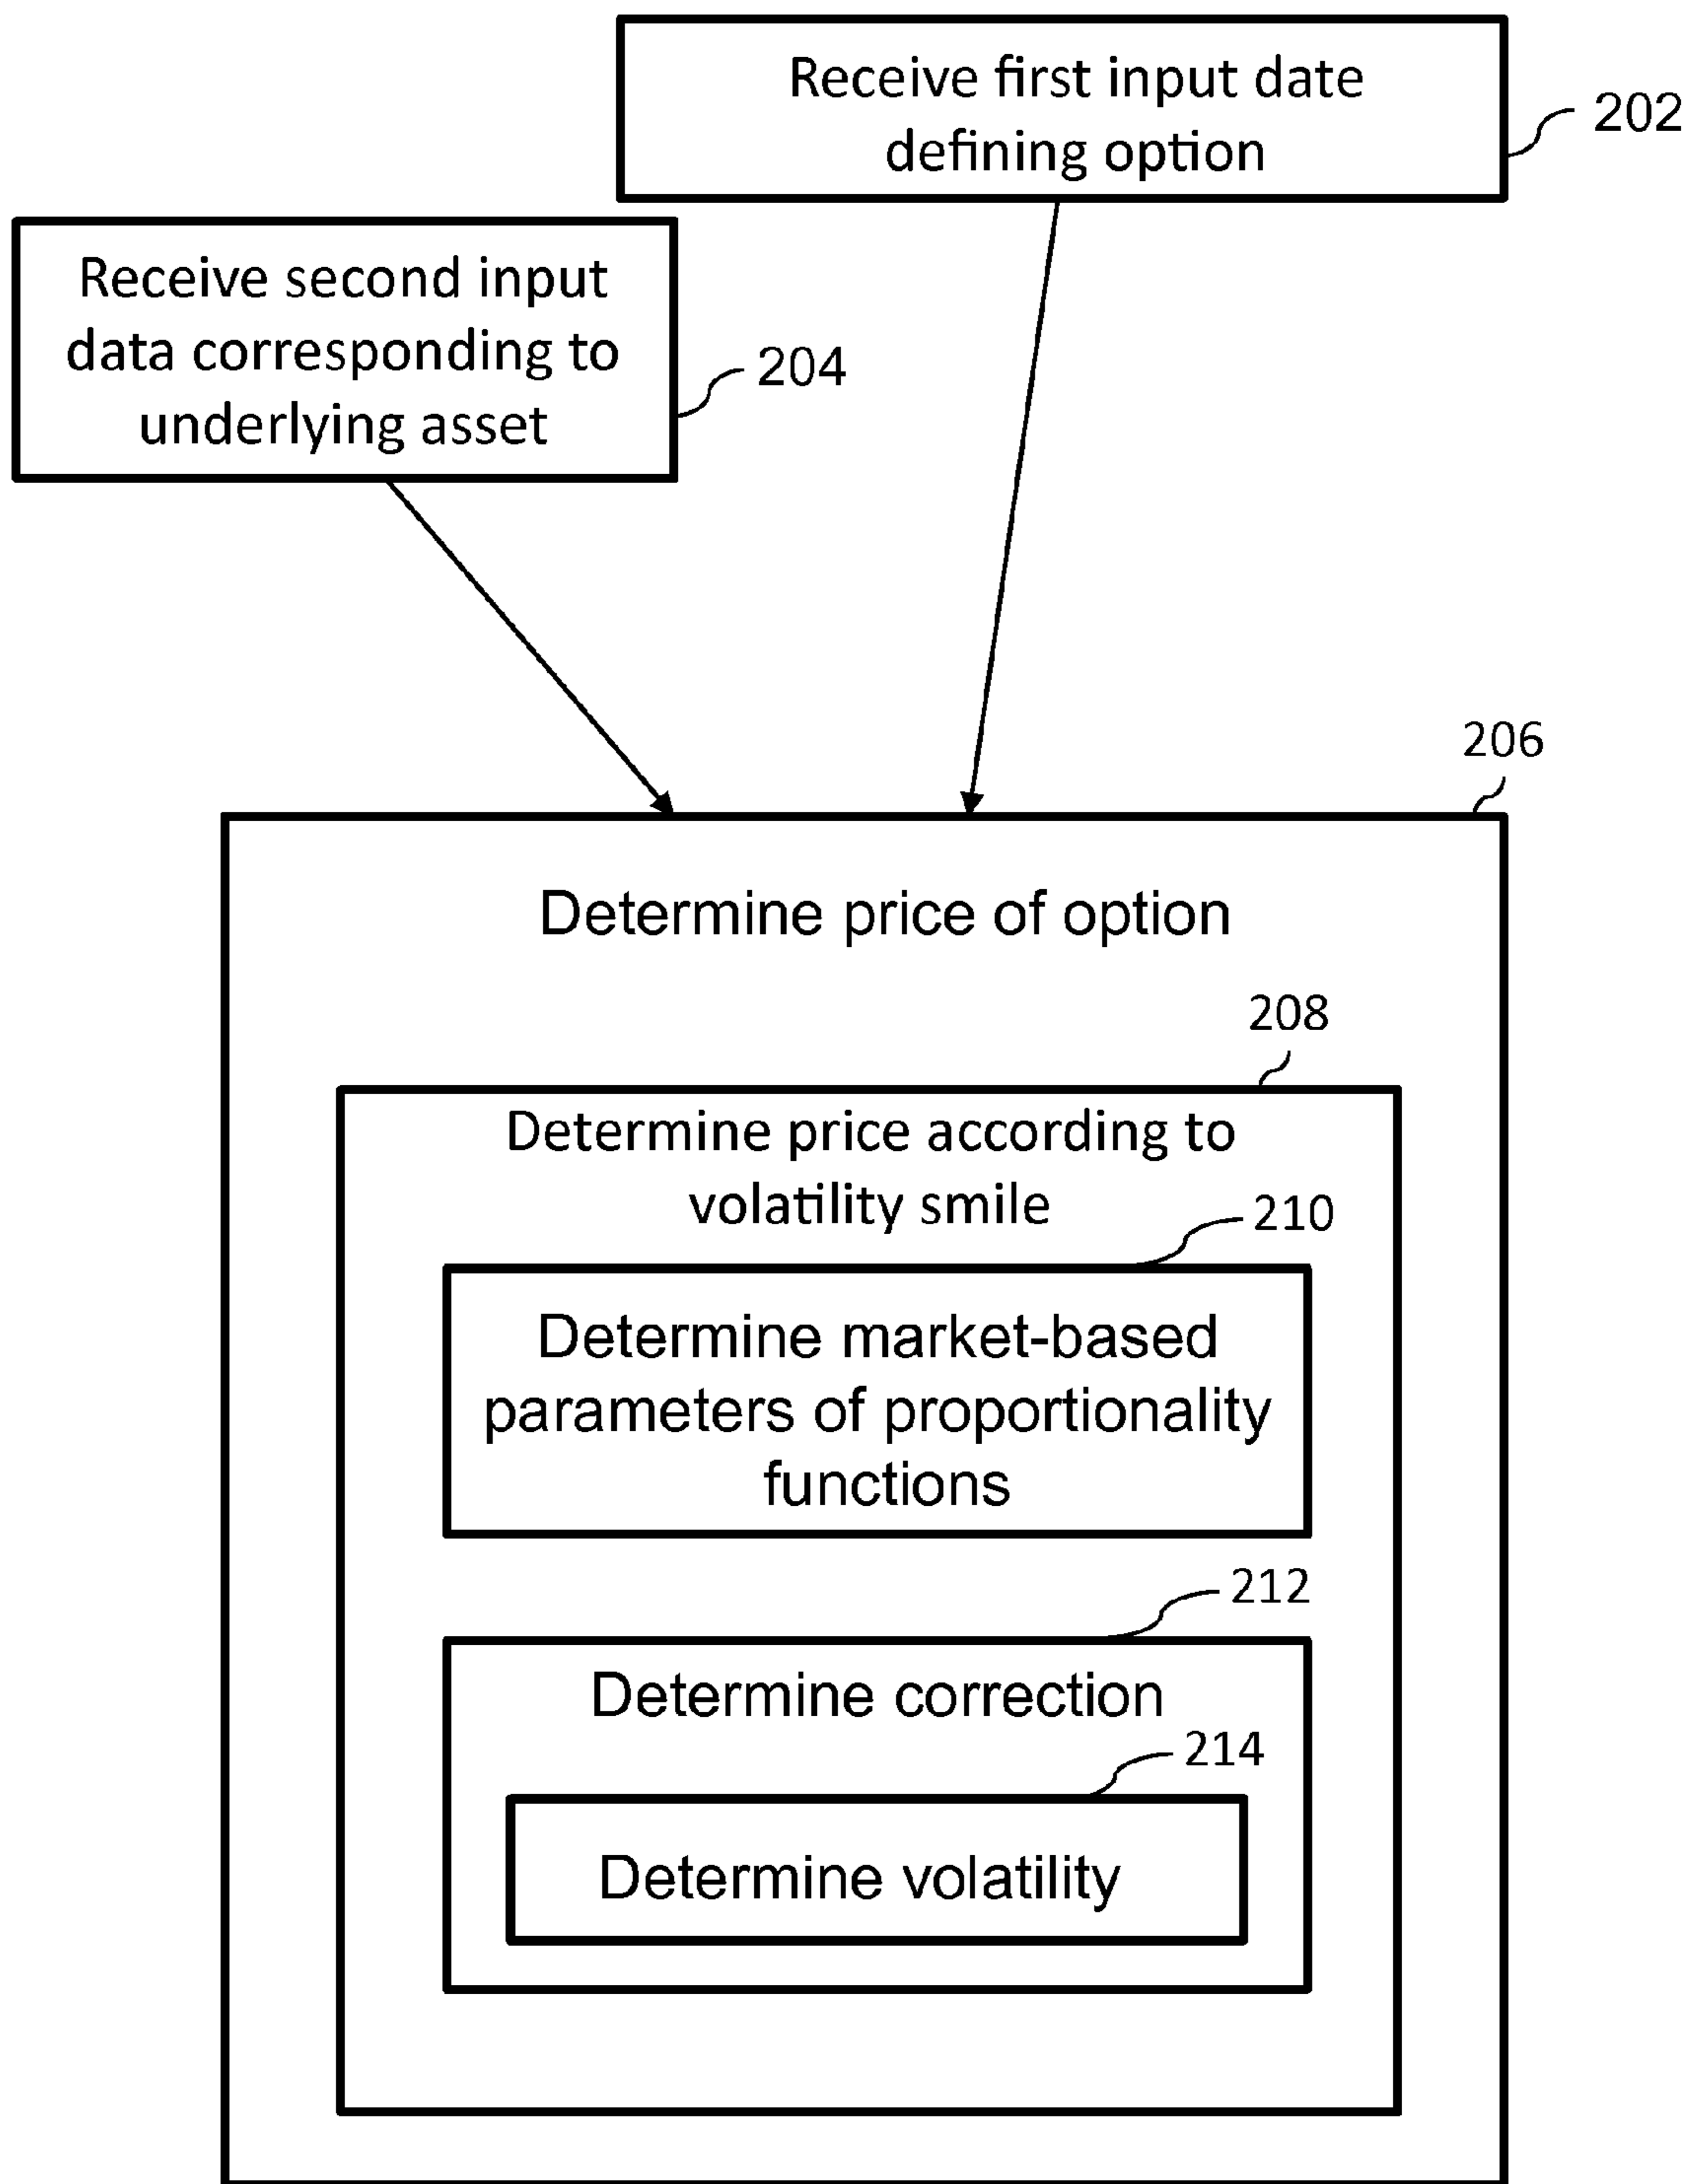 Receive first input date
defining option
202
Receive second input
data corresponding to
underlying asset
204
206
Determine price of option
208
Determine price according to
volatility smile
210
Determine market-based
parameters of proportionality
functions
212
Determine correction
214
Determine volatility